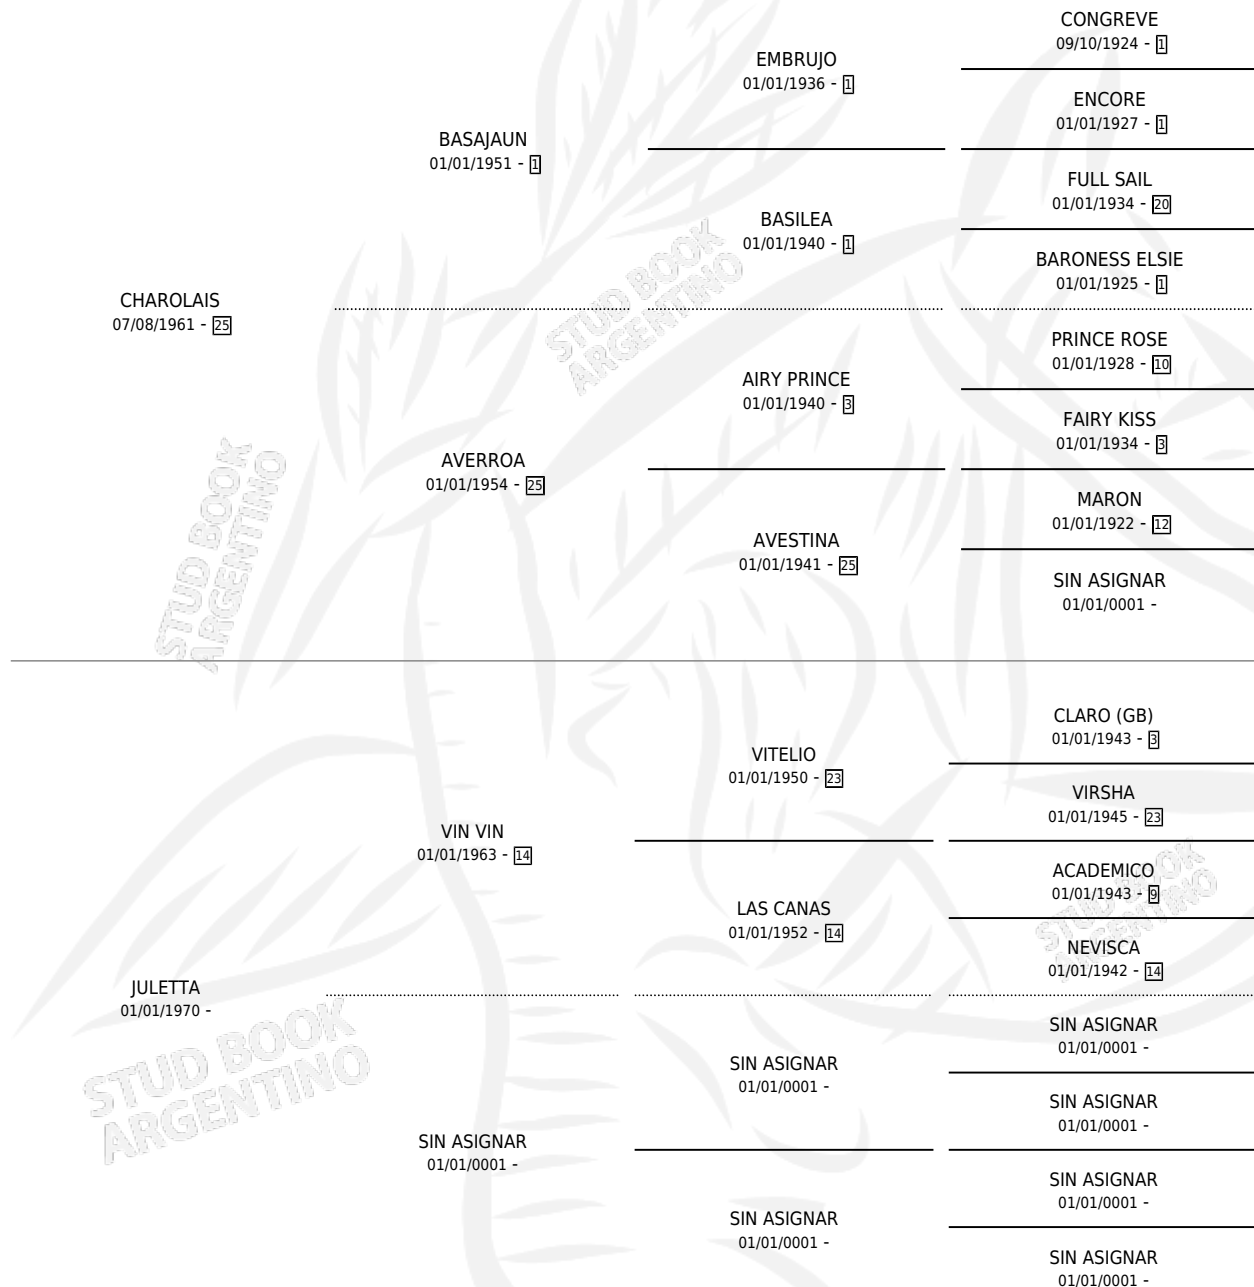 CHAROLAIS
07/08/1961 - 25
BASAJAUN
01/01/1951 - 1
EMBRUJO
01/01/1936 - 1
CONGREVE
09/10/1924 - 1
ENCORE
01/01/1927 - 1
BASILEA
01/01/1940 - 1
FULL SAIL
01/01/1934 - 20
BARONESS ELSIE
01/01/1925 - 1
AVERROA
01/01/1954 - 25
AIRY PRINCE
01/01/1940 - 3
PRINCE ROSE
01/01/1928 - 10
FAIRY KISS
01/01/1934 - 3
AVESTINA
01/01/1941 - 25
MARON
01/01/1922 - 12
SIN ASIGNAR
01/01/0001 -
JULETTA
01/01/1970 -
VIN VIN
01/01/1963 - 14
VITELIO
01/01/1950 - 23
CLARO (GB)
01/01/1943 - 3
VIRSHA
01/01/1945 - 23
LAS CANAS
01/01/1952 - 14
ACADEMICO
01/01/1943 - 9
NEVISCA
01/01/1942 - 14
SIN ASIGNAR
01/01/0001 -
SIN ASIGNAR
01/01/0001 -
SIN ASIGNAR
01/01/0001 -
SIN ASIGNAR
01/01/0001 -
SIN ASIGNAR
01/01/0001 -
SIN ASIGNAR
01/01/0001 -
SIN ASIGNAR
01/01/0001 -
STUD BOOK
ARGENTINO
STUD BOOK
ARGENTINO
STUD BOOK
ARGENTINO
STUD BOOK
ARGENTINO